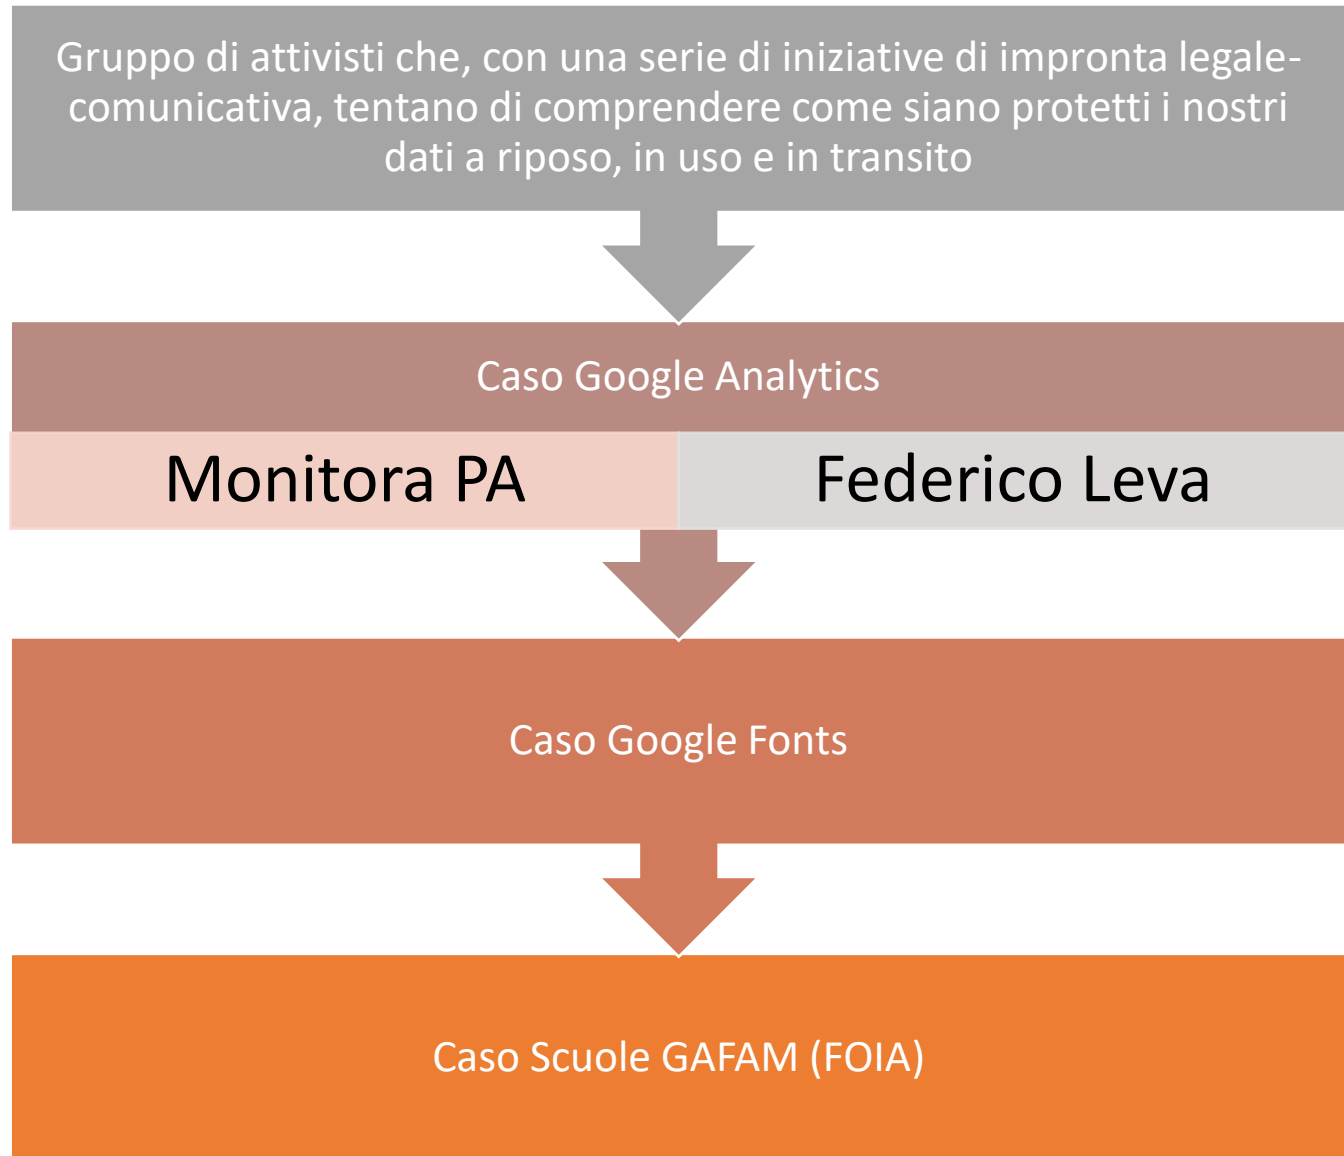 Gruppo di attivisti che, con una serie di iniziative di impronta legale-
comunicativa, tentano di comprendere come siano protetti i nostri
dati a riposo, in uso e in transito
Caso Google Analytics
Monitora PA
Federico Leva
Caso Google Fonts
Caso Scuole GAFAM (FOIA)